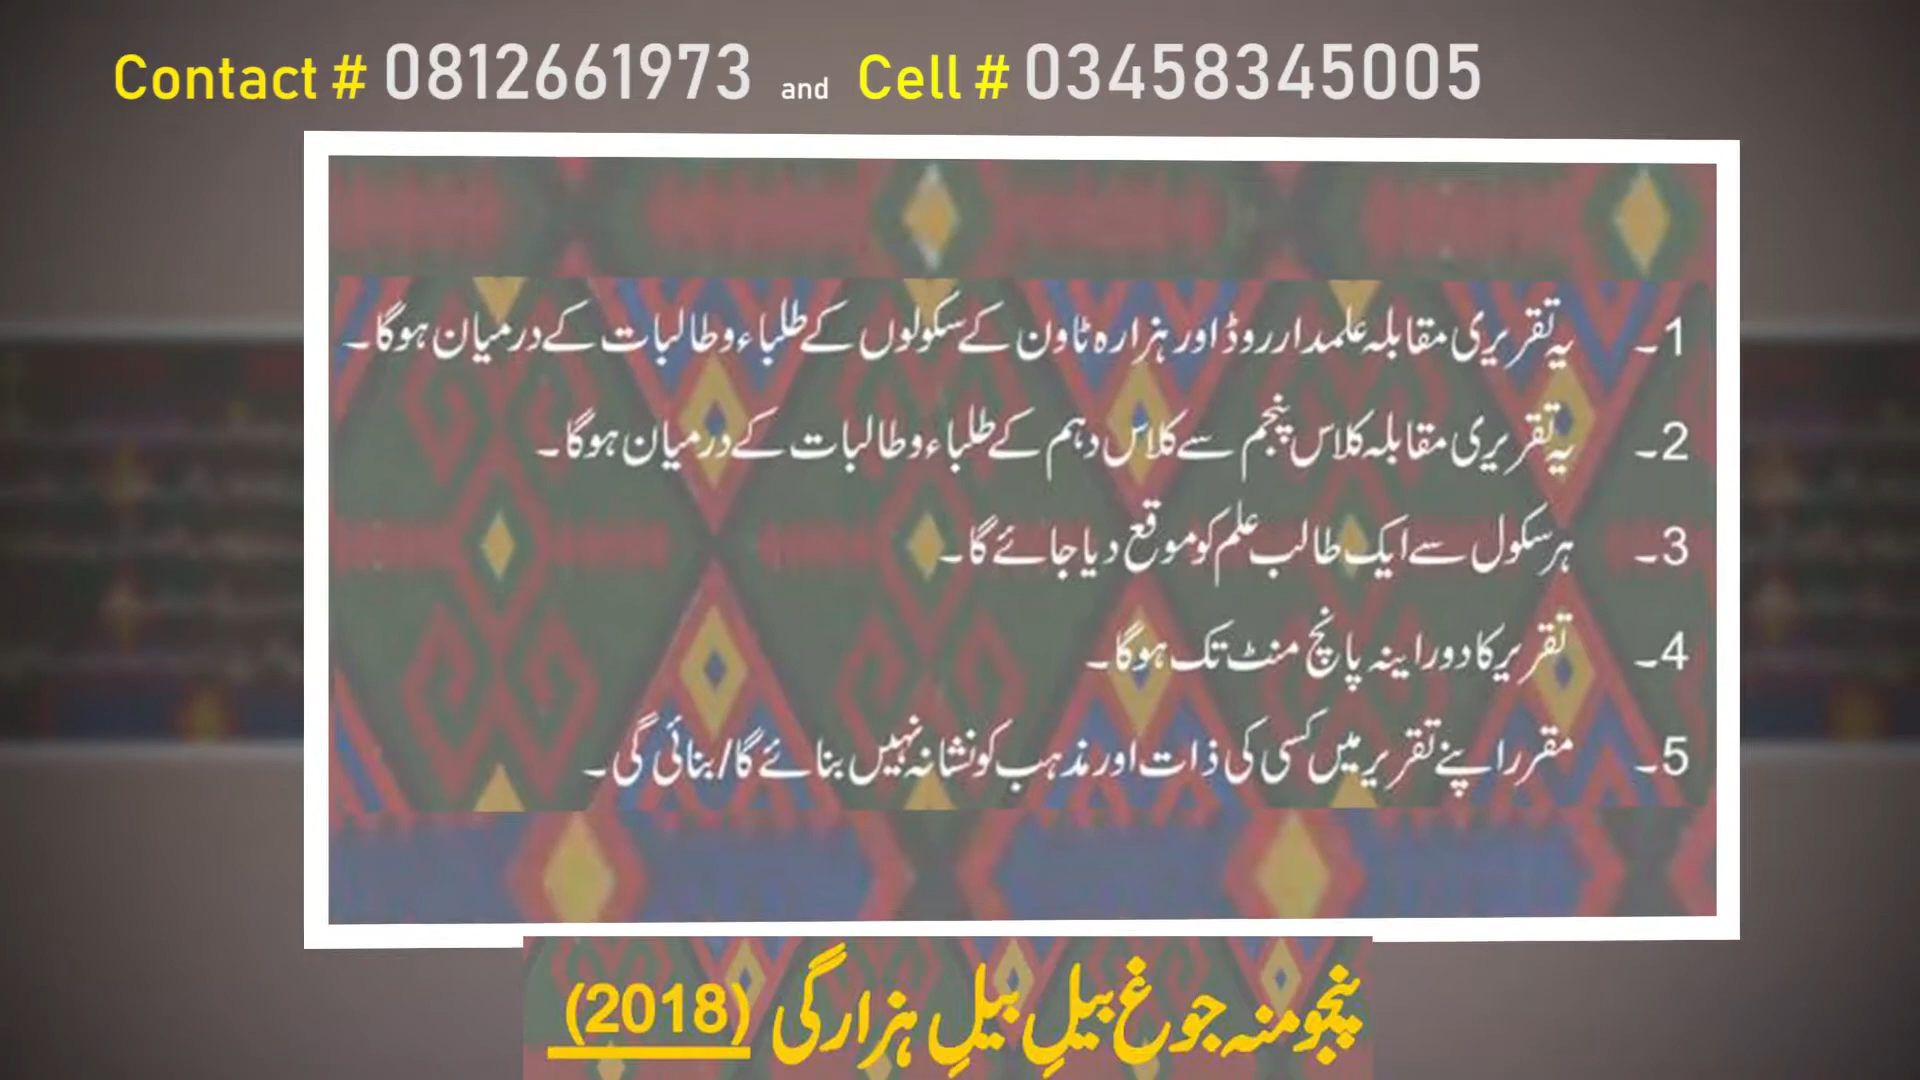 Contact # 0812661973 and Cell # 03458345005
1۔ یہ تقریری مقابلہ علمدار روڈ اور ہزارہ ٹاون کے سکولوں کے طلباء و طالبات کے درمیان ہوگا۔
2۔ یہ تقریری مقابلہ کلاس پنجم سے کلاس دہم کے طلباء و طالبات کے درمیان ہوگا۔
3۔ ہر سکول سے ایک طالب علم کو موقع دیا جائے گا۔
4۔ تقریر کا دوراینہ پانچ منٹ تک ہوگا۔
5۔ مقرر اپنے تقریر میں کسی کی ذات اور مذہب کو نشانہ نہیں بنائے گا/بنائی گی۔
پنجومنہ جوغ بیلِ بیلِ ہزارگی (2018)